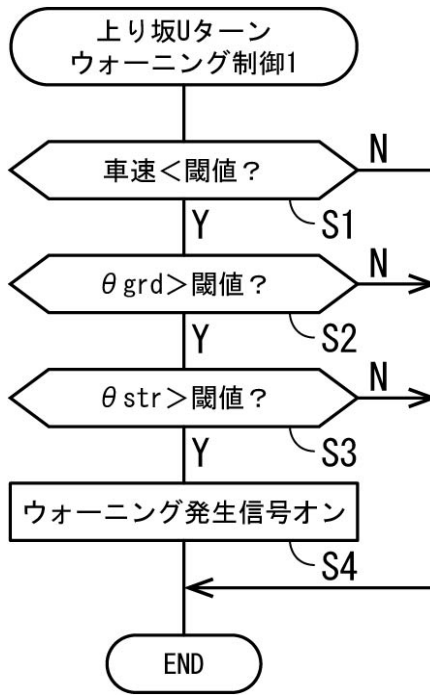 上り坂Uターン
ウォーニング制御1
車速<閾値?
N
S1
Y
θgrd>閾値?
N
S2
Y
θstr>閾値?
N
S3
Y
ウォーニング発生信号オン
S4
END